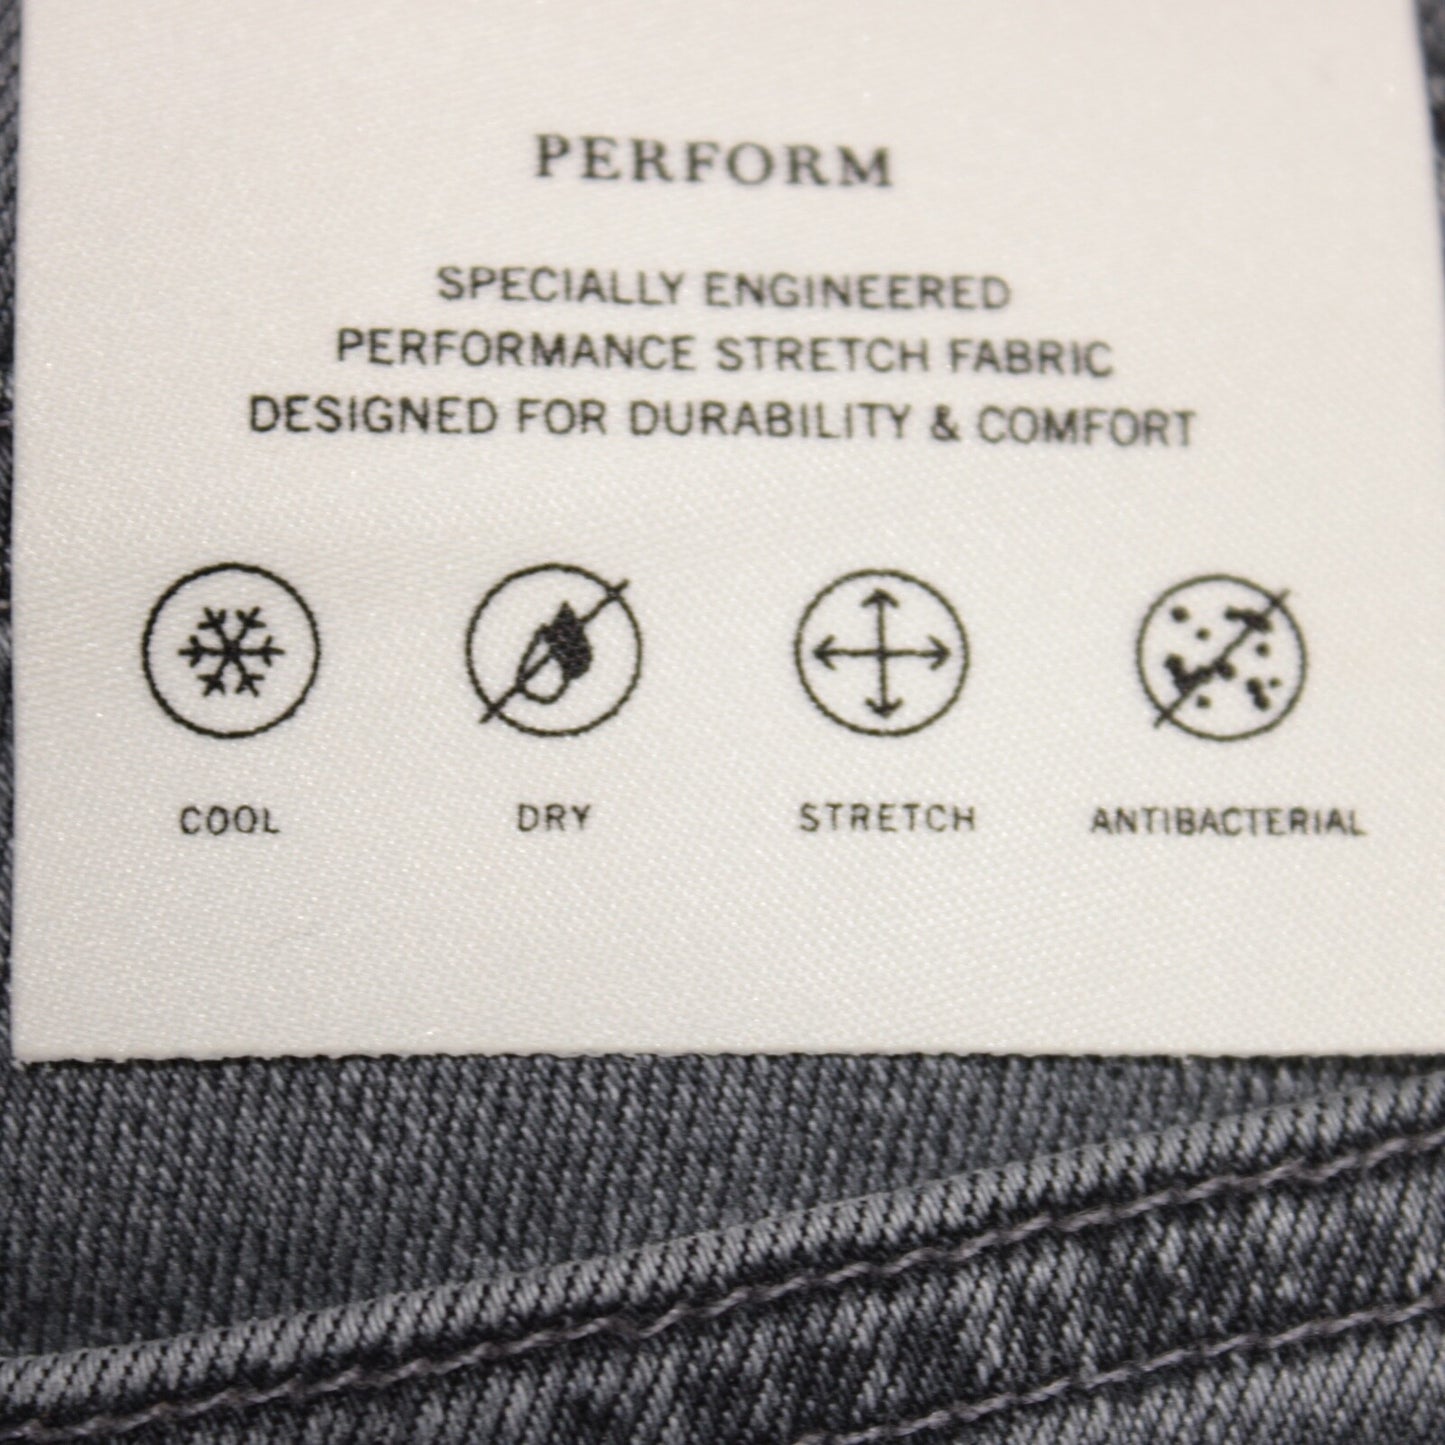 PERFORM
SPECIALLY ENGINEERED
PERFORMANCE STRETCH FABRIC
DESIGNED FOR DURABILITY & COMFORT
COOL DRY STRETCH ANTIBACTERIAL